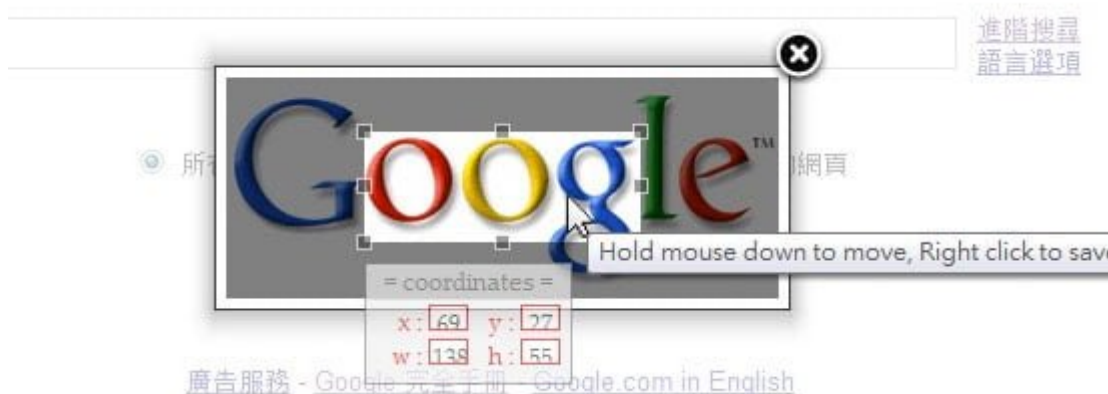 進階搜尋
語言選項
Google™
所 網頁
Hold mouse down to move, Right click to save
= coordinates =
x : 69 y : 27
w : 138 h : 55
廣告服務 - Google 完全手冊 - Google.com in English